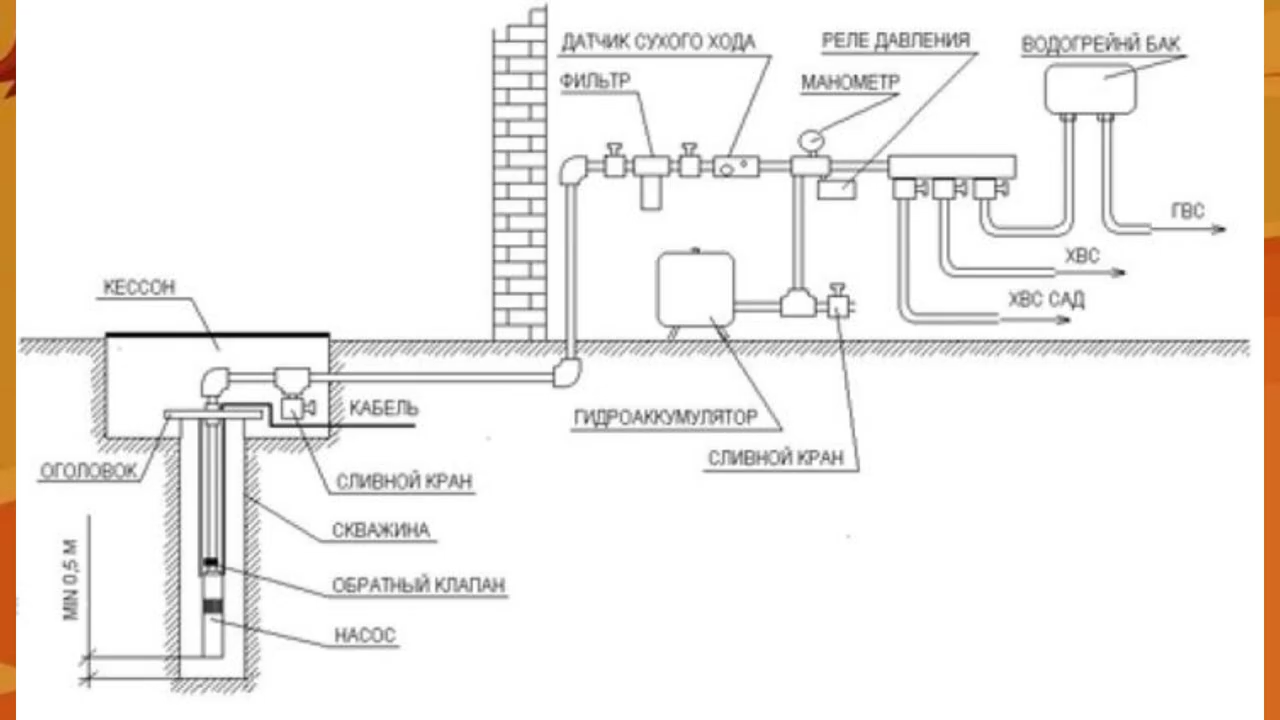 ДАТЧИК СУХОГО ХОДА
РЕЛЕ ДАВЛЕНИЯ
ВОДОГРЕЙНЙ БАК
ФИЛЬТР
МАНОМЕТР
ГВС
ХВС
ХВС САД
КЕССОН
КАБЕЛЬ
ГИДРОАККУМУЛЯТОР
СЛИВНОЙ КРАН
ОГОЛОВОК
СЛИВНОЙ КРАН
СКВАЖИНА
ОБРАТНЫЙ КЛАПАН
НАСОС
MIN 0,5 М